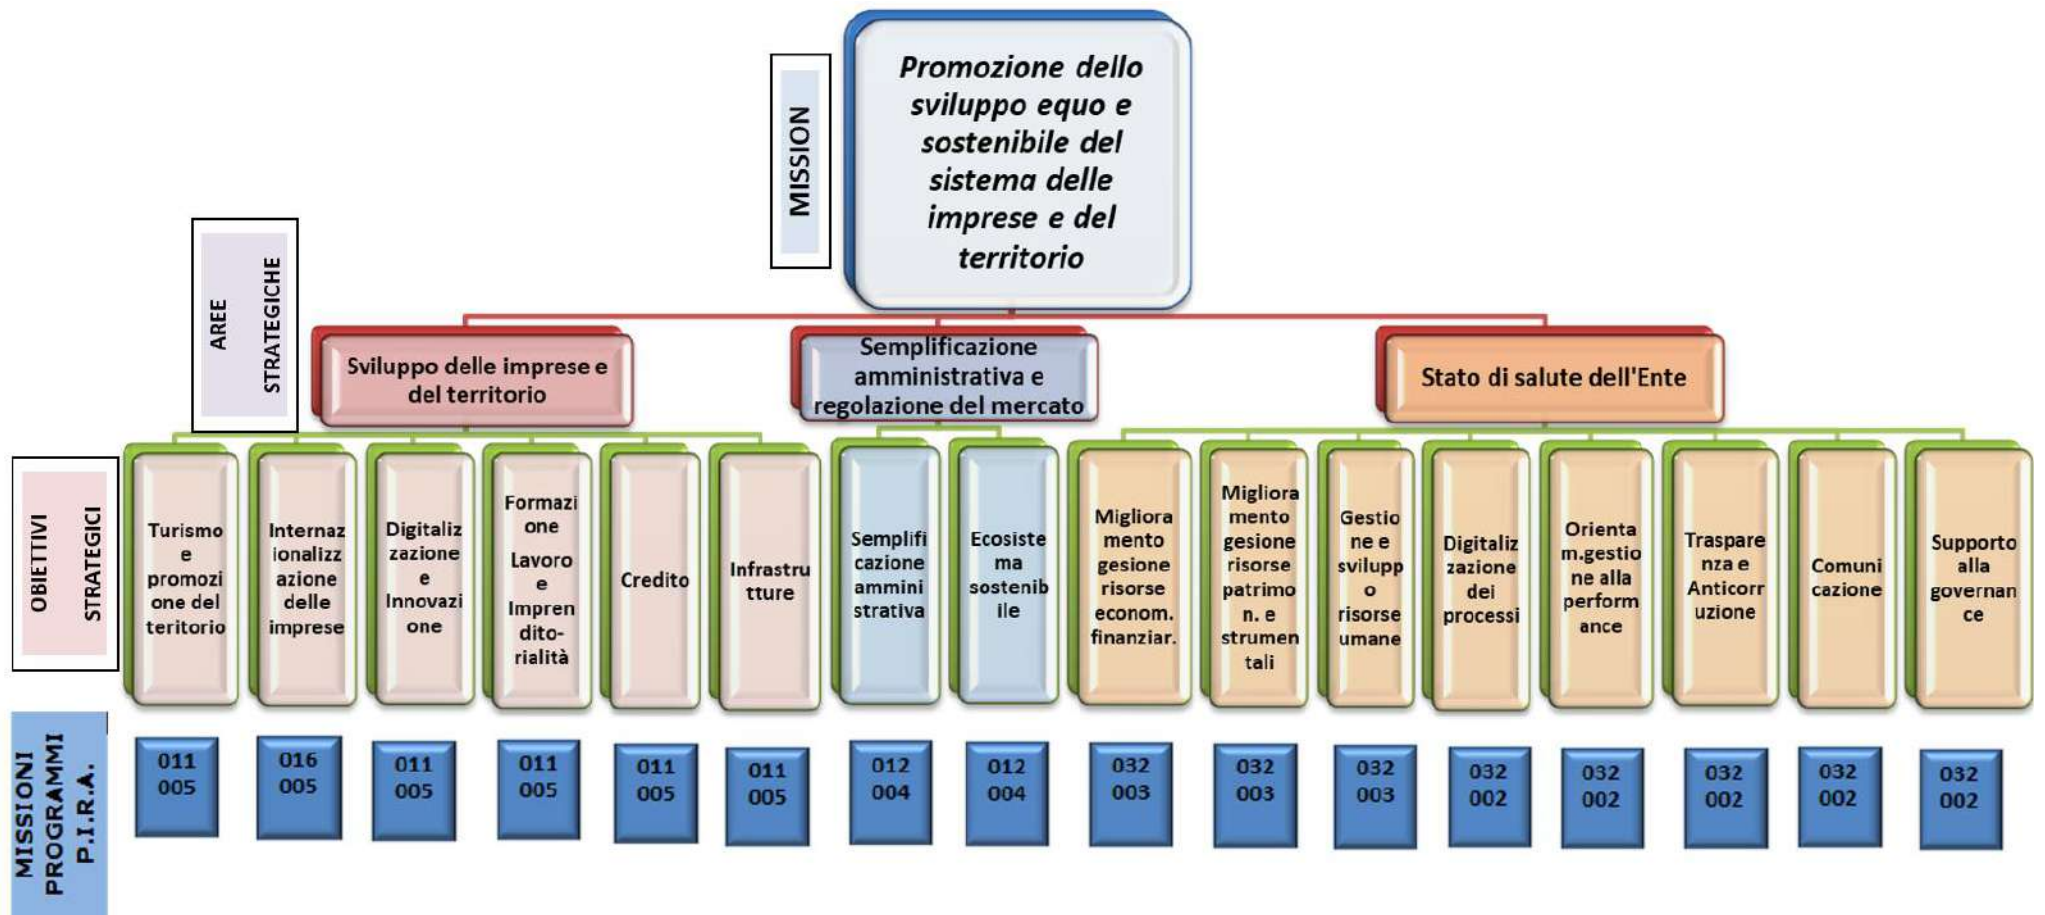 Promozione dello
sviluppo equo e
sostenibile del
sistema delle
imprese e del
territorio
MISSION
AREE
STRATEGICHE
Sviluppo delle imprese e
del territorio
Semplificazione
amministrativa e
regolazione del mercato
Stato di salute dell'Ente
OBIETTIVI
STRATEGICI
Turismo
e
promozi
one del
teritorio
Internaz
ionalizz
azione
delle
imprese
Digitaliz
zazione
e
Innovazi
one
Formazi
one
Lavoro
e
Impren
dito-
rialità
Credito
Infrastru
tture
Semplifi
cazione
ammini
strativa
Ecosiste
ma
sostenib
ile
Migliora
mento
gesione
risorse
econom.
finanziar.
Migliora
mento
gesione
risorse
patrimo
n. e
strumen
tali
Gestio
ne e
svilupp
o
risorse
umane
Digitaliz
zazione
dei
processi
Orienta
m.gestio
ne alla
perform
ance
Traspare
nza e
Anticorr
uzione
Comuni
cazione
Supporto
alla
governan
ce
MISSIONI
PROGRAMMI
P.I.R.A.
011
005
016
005
011
005
011
005
011
005
011
005
012
004
012
004
032
003
032
003
032
003
032
002
032
002
032
002
032
002
032
002